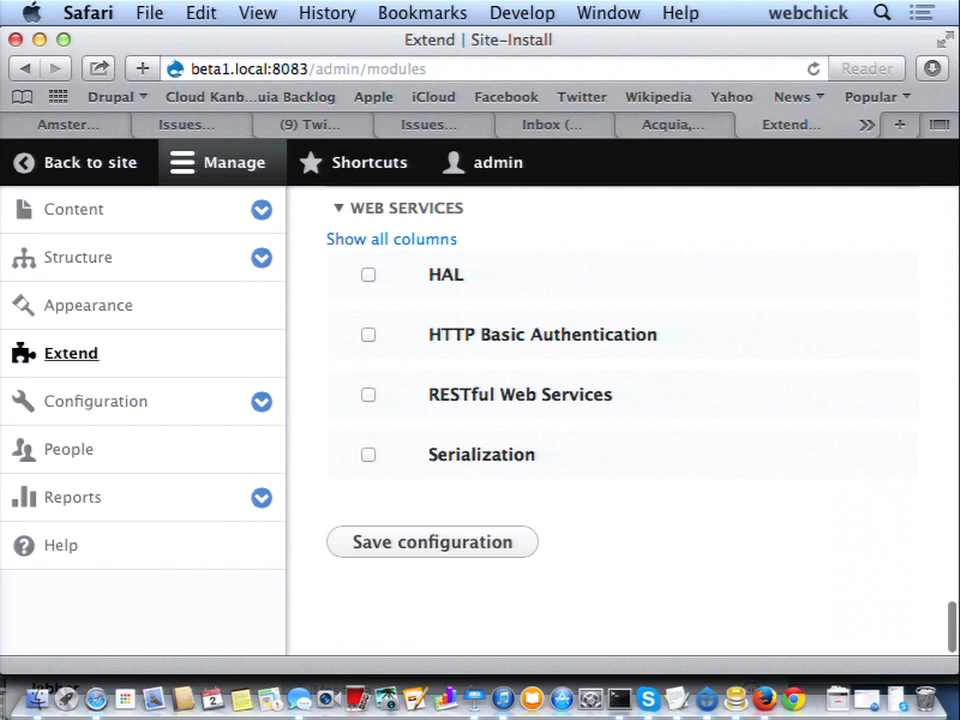 Safari File Edit View History Bookmarks Develop Window Help webchick
Extend | Site-Install
beta1.local:8083/admin/modules Reader
Drupal Cloud Kanb...uia Backlog Apple iCloud Facebook Twitter Wikipedia Yahoo News Popular
Amster... Issues... (9) Twi... Issues... Inbox (... Acquia,... Extend...
Back to site Manage Shortcuts admin
Content
Structure
Appearance
Extend
Configuration
People
Reports
Help
WEB SERVICES
Show all columns
HAL
HTTP Basic Authentication
RESTful Web Services
Serialization
Save configuration